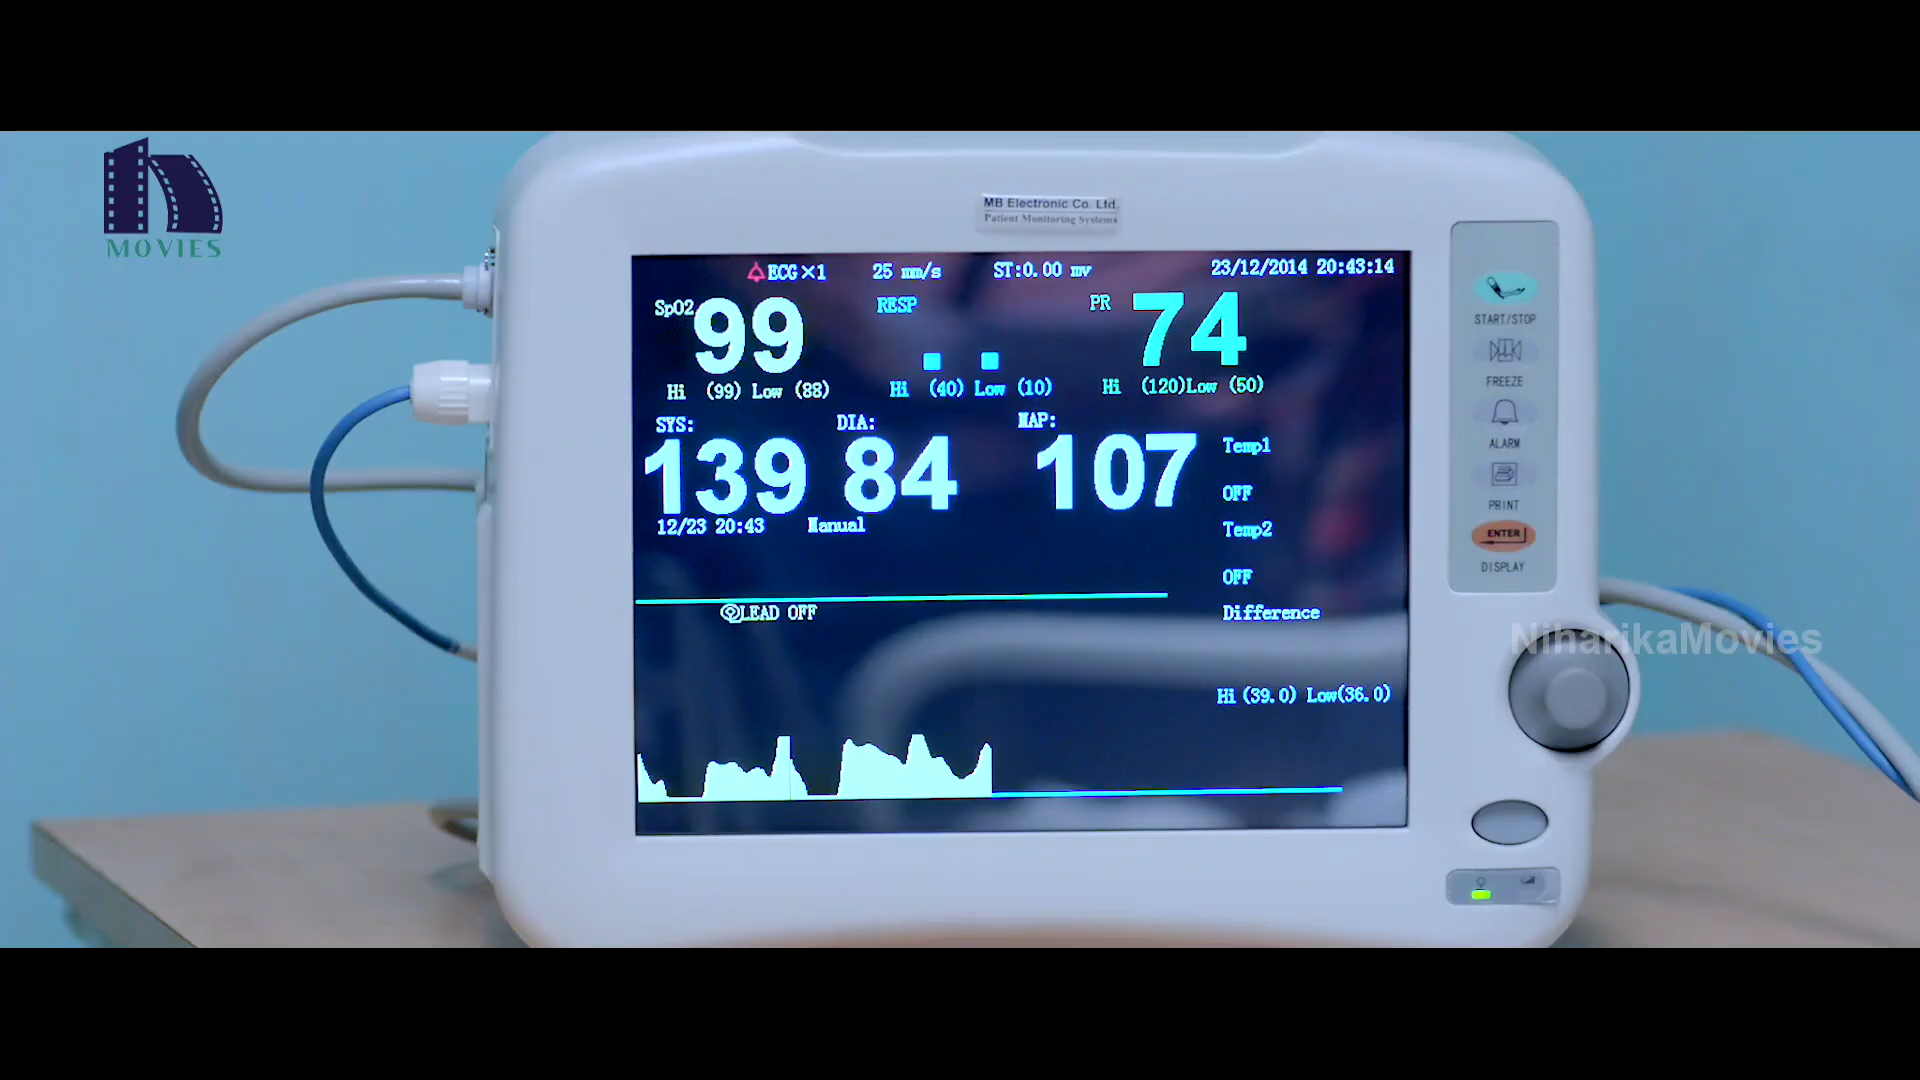 MOVIES
MB Electronic Co. Ltd.
Patient Monitoring Systems
ECG×1 25 mm/s ST:0.00 mv 23/12/2014 20:43:14
SpO2 99 RESP PR 74
Hi (99) Low (88) Hi (40) Low (10) Hi (120)Low (50)
SYS: DIA: MAP:
139 84 107
12/23 20:43 Manual
Temp1
OFF
Temp2
OFF
LEAD OFF
Difference
Hi(39.0) Low(36.0)
START/STOP
FREEZE
ALARM
PRINT
ENTER
DISPLAY
NiharikaMovies